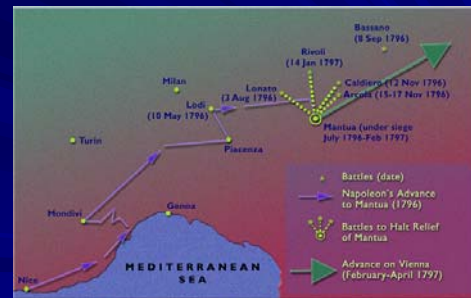 Bassano
(8 Sep 1796)
Rivoli
(14 Jan 1797)
Milan
Lonato
(3 Aug 1796)
Caldiero (12 Nov 1796)
Arcola (15-17 Nov 1796)
Lodi
(10 May 1796)
Mantua (under siege
July 1796-Feb 1797)
Turin
Piacenza
Mondivi
Genna
Nice
MEDITERRANEAN
SEA
Battles (date)
Napoleon's Advance
to Mantua (1796)
Battles to Halt Relief
of Mantua
Advance on Vienna
(February-April 1797)